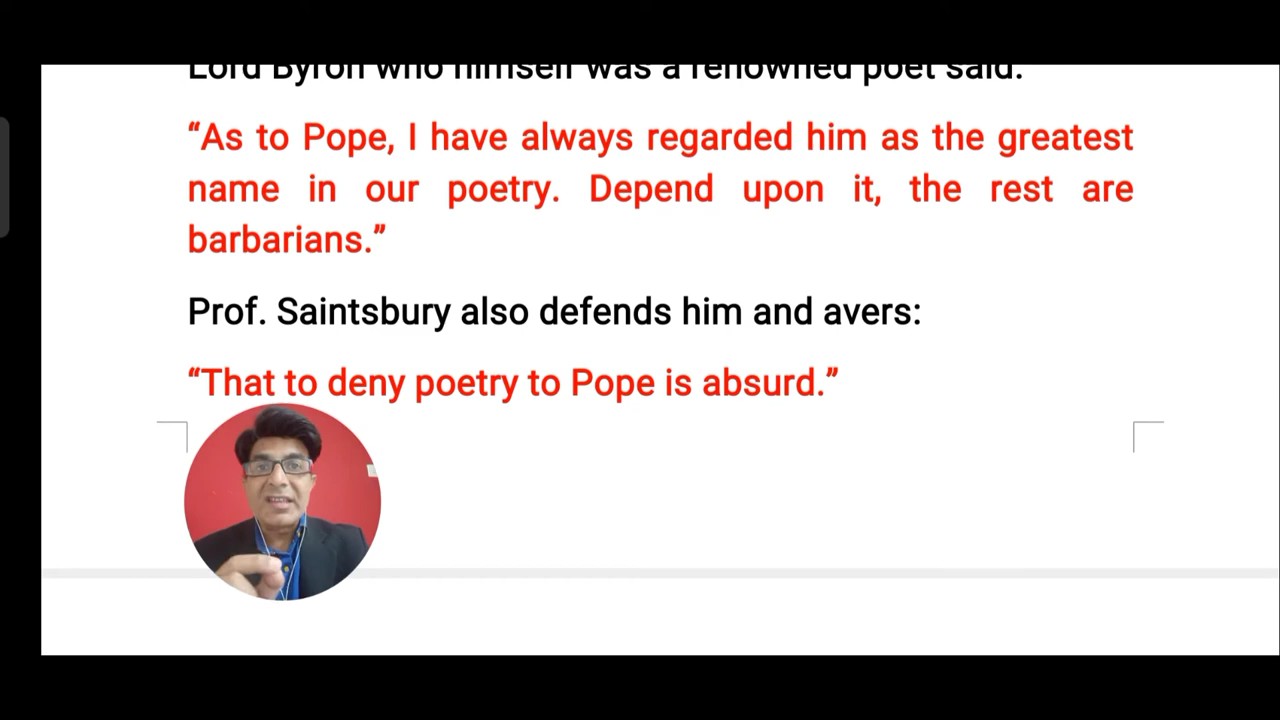 Lord Byron who himself was a renowned poet said:
“As to Pope, I have always regarded him as the greatest
name in our poetry. Depend upon it, the rest are
barbarians.”
Prof. Saintsbury also defends him and avers:
“That to deny poetry to Pope is absurd.”